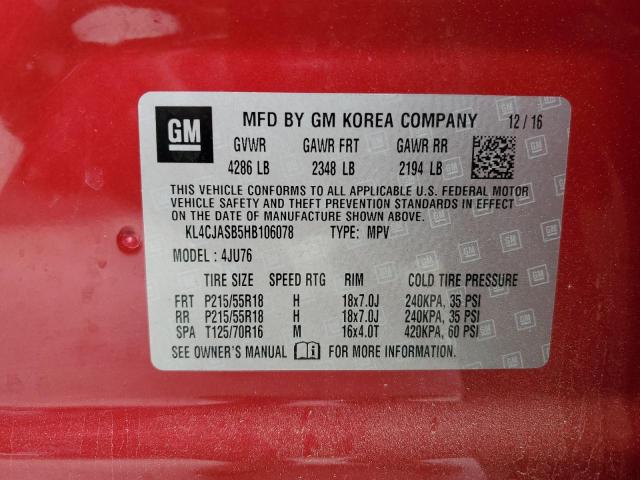 GM MFD BY GM KOREA COMPANY 12/16
GVWR GAWR FRT GAWR RR
4286 LB 2348 LB 2194 LB
THIS VEHICLE CONFORMS TO ALL APPLICABLE U.S. FEDERAL MOTOR
VEHICLE SAFETY AND THEFT PREVENTION STANDARDS IN EFFECT
ON THE DATE OF MANUFACTURE SHOWN ABOVE.
KL4CJASB5HB106078 TYPE: MPV
MODEL : 4JU76
TIRE SIZE SPEED RTG RIM COLD TIRE PRESSURE
FRT P215/55R18 H 18x7.0J 240KPA, 35 PSI
RR P215/55R18 H 18x7.0J 240KPA, 35 PSI
SPA T125/70R16 M 16x4.0T 420KPA, 60 PSI
SEE OWNER'S MANUAL i FOR MORE INFORMATION.